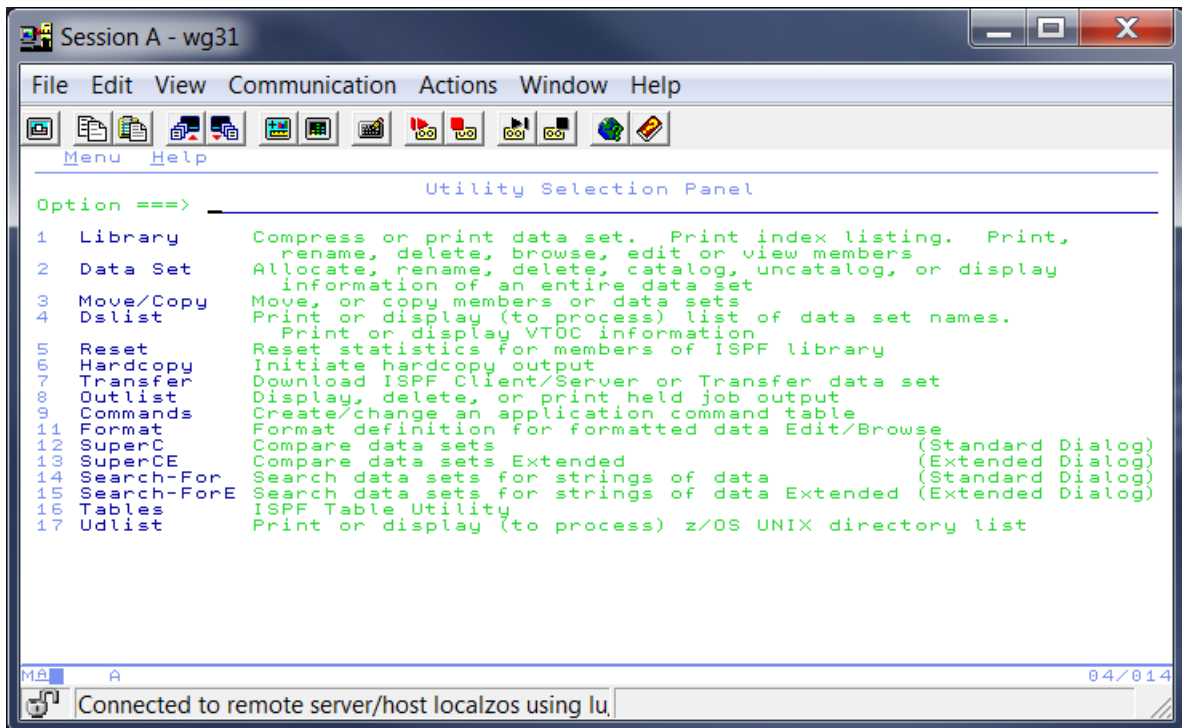 Session A - wg31
File Edit View Communication Actions Window Help
Menu Help
Utility Selection Panel
Option ===> _
1 Library Compress or print data set. Print index listing. Print,
rename, delete, browse, edit or view members
2 Data Set Allocate, rename, delete, catalog, uncatalog, or display
information of an entire data set
3 Move/Copy Move, or copy members or data sets
4 Dslist Print or display (to process) list of data set names.
Print or display VTOC information
5 Reset Reset statistics for members of ISPF library
6 Hardcopy Initiate hardcopy output
7 Transfer Download ISPF Client/Server or Transfer data set
8 Outlist Display, delete, or print held job output
9 Commands Create/change an application command table
11 Format Format definition for formatted data Edit/Browse
12 SuperC Compare data sets (Standard Dialog)
13 SuperCE Compare data sets Extended (Extended Dialog)
14 Search-For Search data sets for strings of data (Standard Dialog)
15 Search-ForE Search data sets for strings of data Extended (Extended Dialog)
16 Tables ISPF Table Utility
17 Udlist Print or display (to process) z/OS UNIX directory list
MA A 04/014
Connected to remote server/host localzos using lu